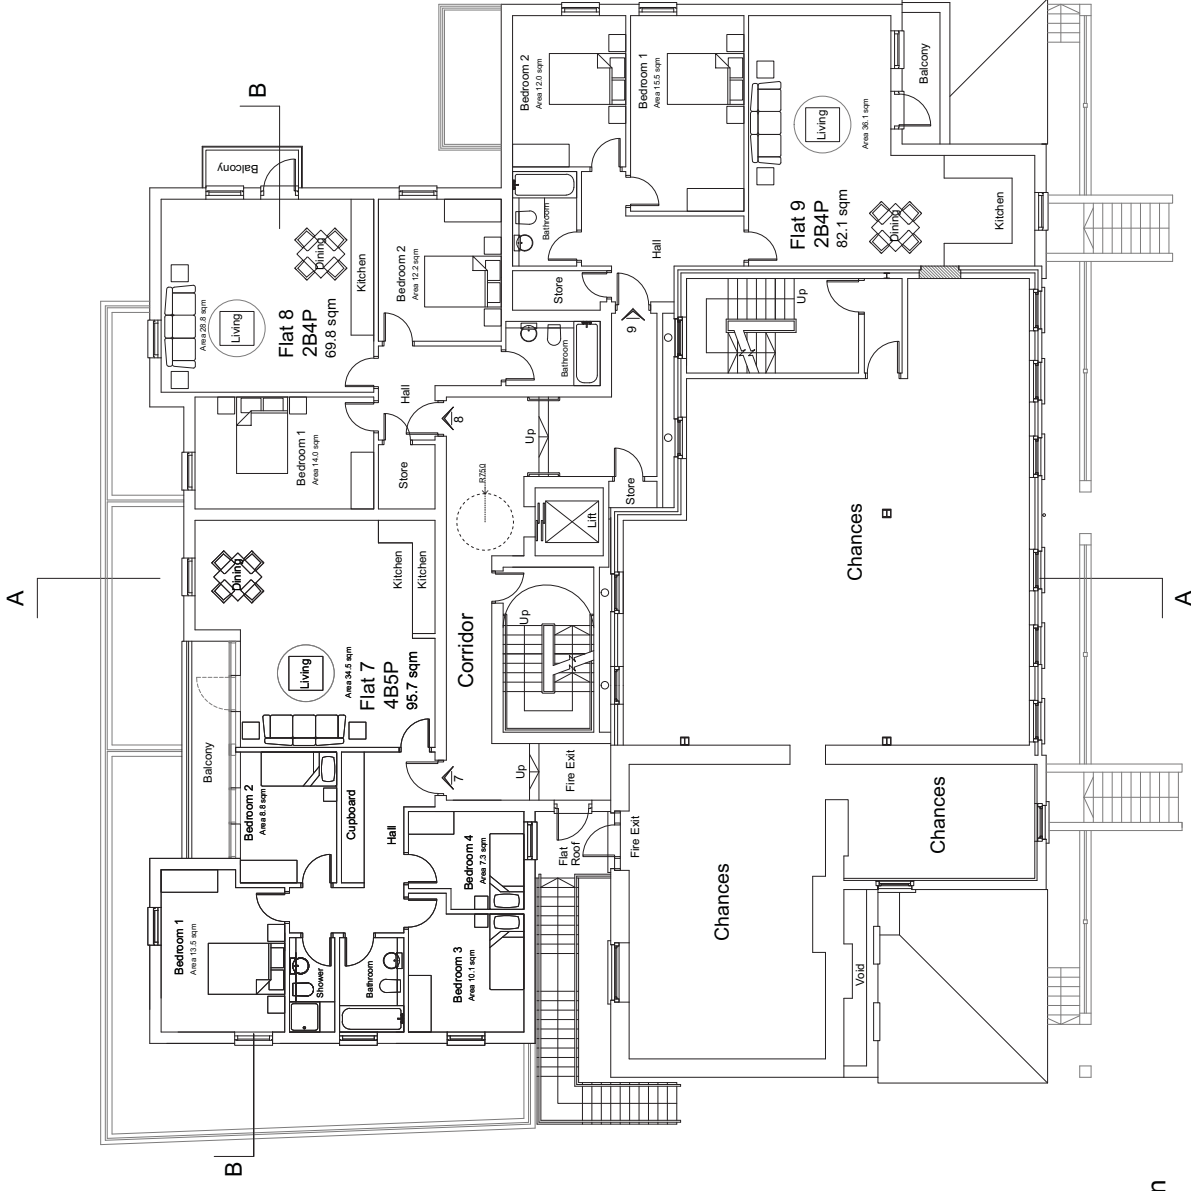 A
B
Balcony
Area 28.8 sqm
Living
Dining
Flat 8
2B4P
69.8 sqm
Kitchen
Bedroom 2
Area 12.2 sqm
Bedroom 1
Area 14.0 sqm
Hall
Store
Bathroom
8
Up
R750
Lift
Store
Bedroom 2
Area 12.0 sqm
Bedroom 1
Area 15.5 sqm
Bathroom
Hall
Store
9
Living
Area 36.1 sqm
Balcony
Flat 9
2B4P
82.1 sqm
Dining
Kitchen
Up
Dining
Kitchen
Kitchen
Living
Area 34.5 sqm
Flat 7
4B5P
95.7 sqm
Balcony
Corridor
Up
Up
7
Fire Exit
Fire Exit
Flat
Roof
Bedroom 2
Area 8.8 sqm
Cupboard
Hall
Bedroom 4
Area 7.3 sqm
Bedroom 1
Area 13.5 sqm
Shower
Bathroom
Bedroom 3
Area 10.1 sqm
Chances
Chances
Chances
Void
B
A
n